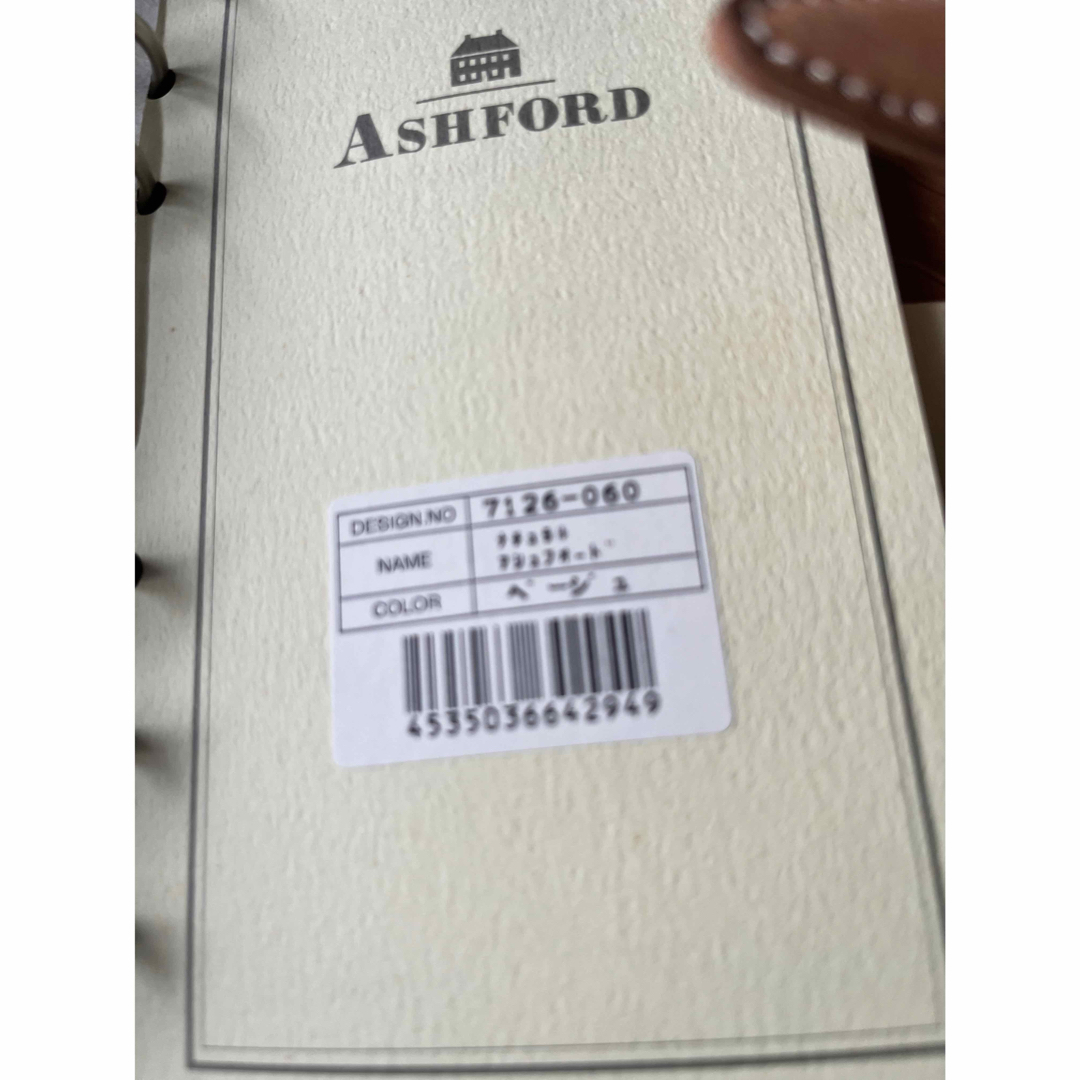 ASHFORD
DESIGN.NO 7126-060
NAME
COLOR ベージュ
4535036642949